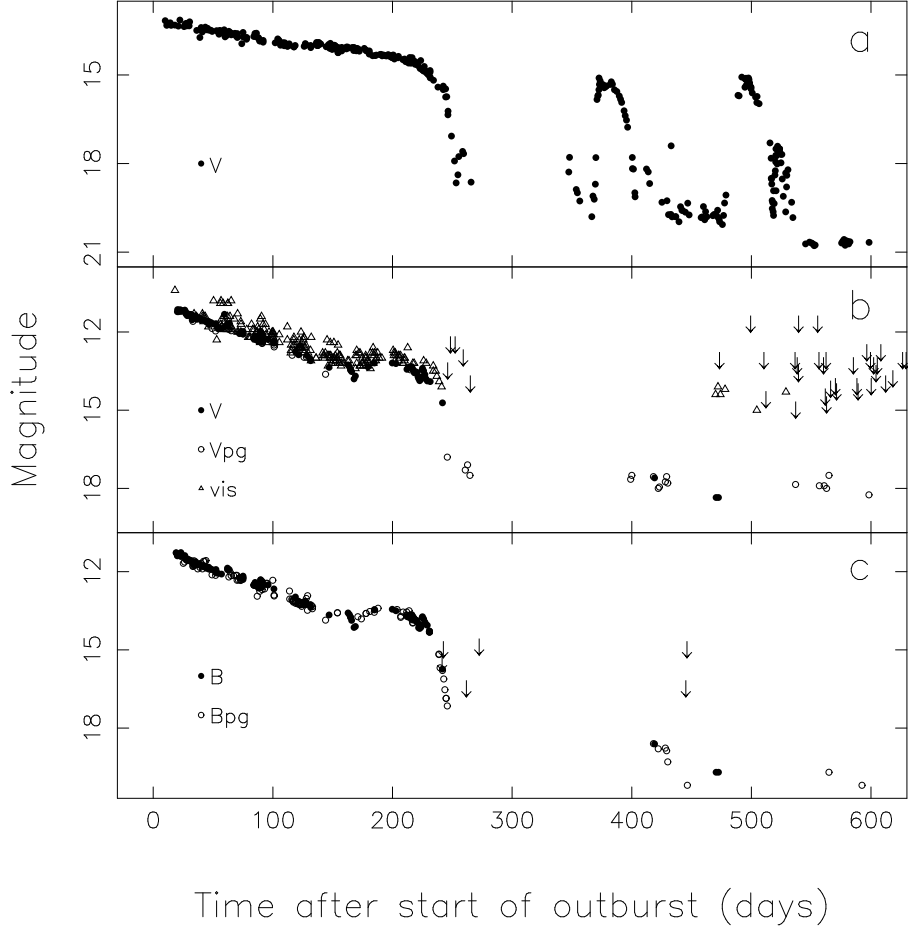 a
15
18
21
V
b
12
15
18
V
Vpg
vis
Magnitude
c
12
15
18
B
Bpg
0 100 200 300 400 500 600
Time after start of outburst (days)